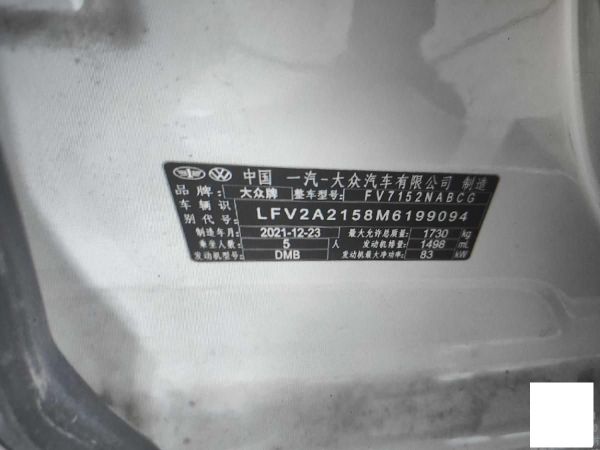 中国 一汽-大众汽车有限公司 制造
品牌: 大众牌 整车型号: FV7152NABCG
车辆识别代号: LFV2A2158M6199094
制造年月 2021-12-23 最大允许总质量: 1730 kg
乘坐人数: 5 人 发动机排量: 1498 mL
发动机型号: DMB 发动机最大净功率: 83 kW